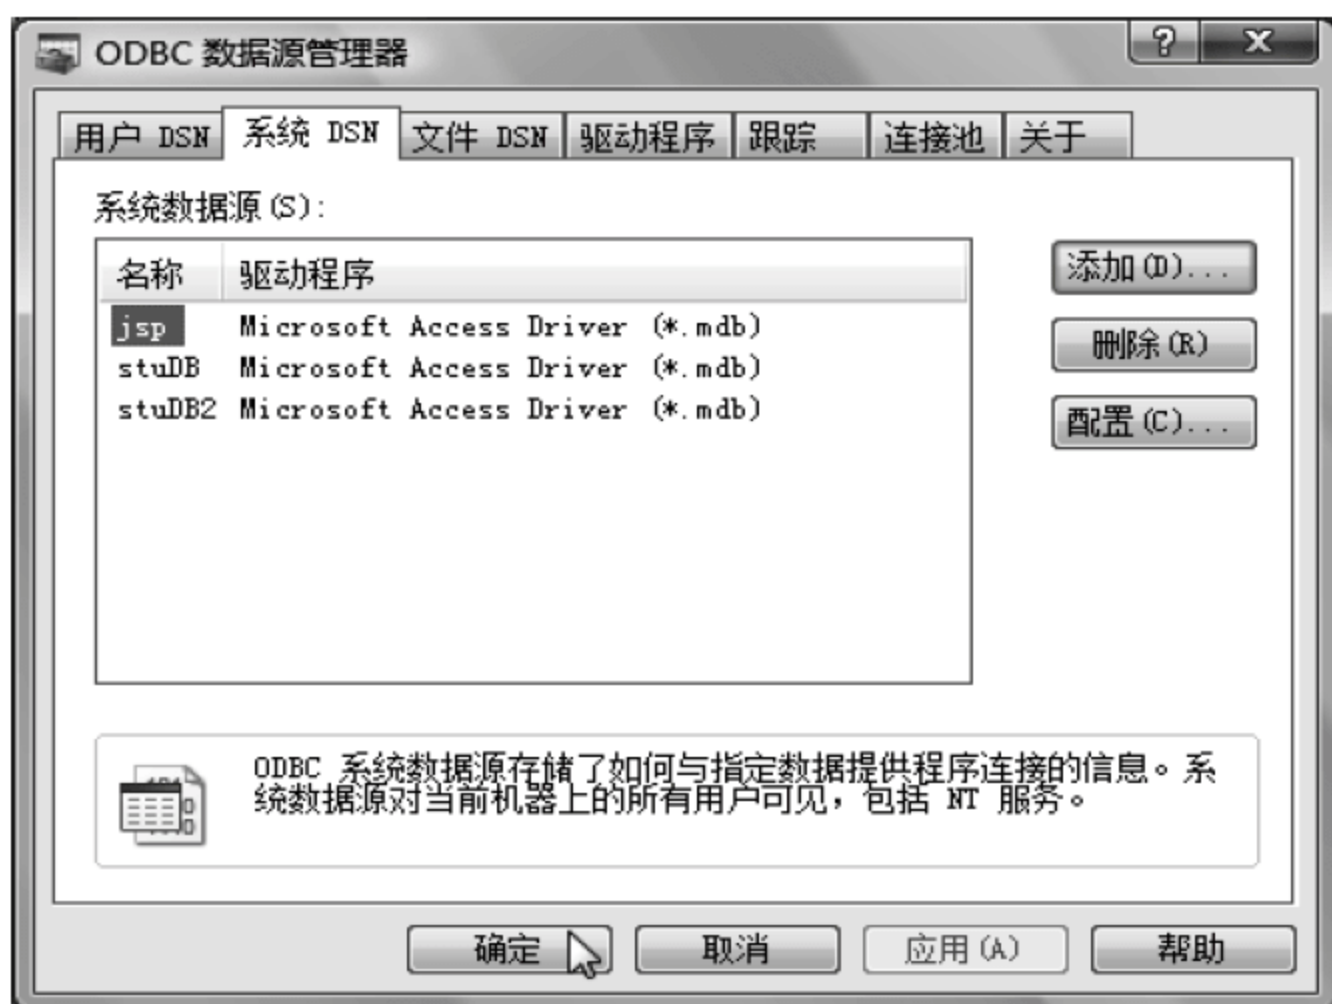 ODBC 数据源管理器
用户 DSN 系统 DSN 文件 DSN 驱动程序 跟踪 连接池 关于
系统数据源(S):
名称 驱动程序
jsp Microsoft Access Driver (*.mdb)
stuDB Microsoft Access Driver (*.mdb)
stuDB2 Microsoft Access Driver (*.mdb)
添加(D)...
删除(R)
配置(C)...
ODBC 系统数据源存储了如何与指定数据提供程序连接的信息。系
统数据源对当前机器上的所有用户可见，包括 NT 服务。
确定 取消 应用(A) 帮助